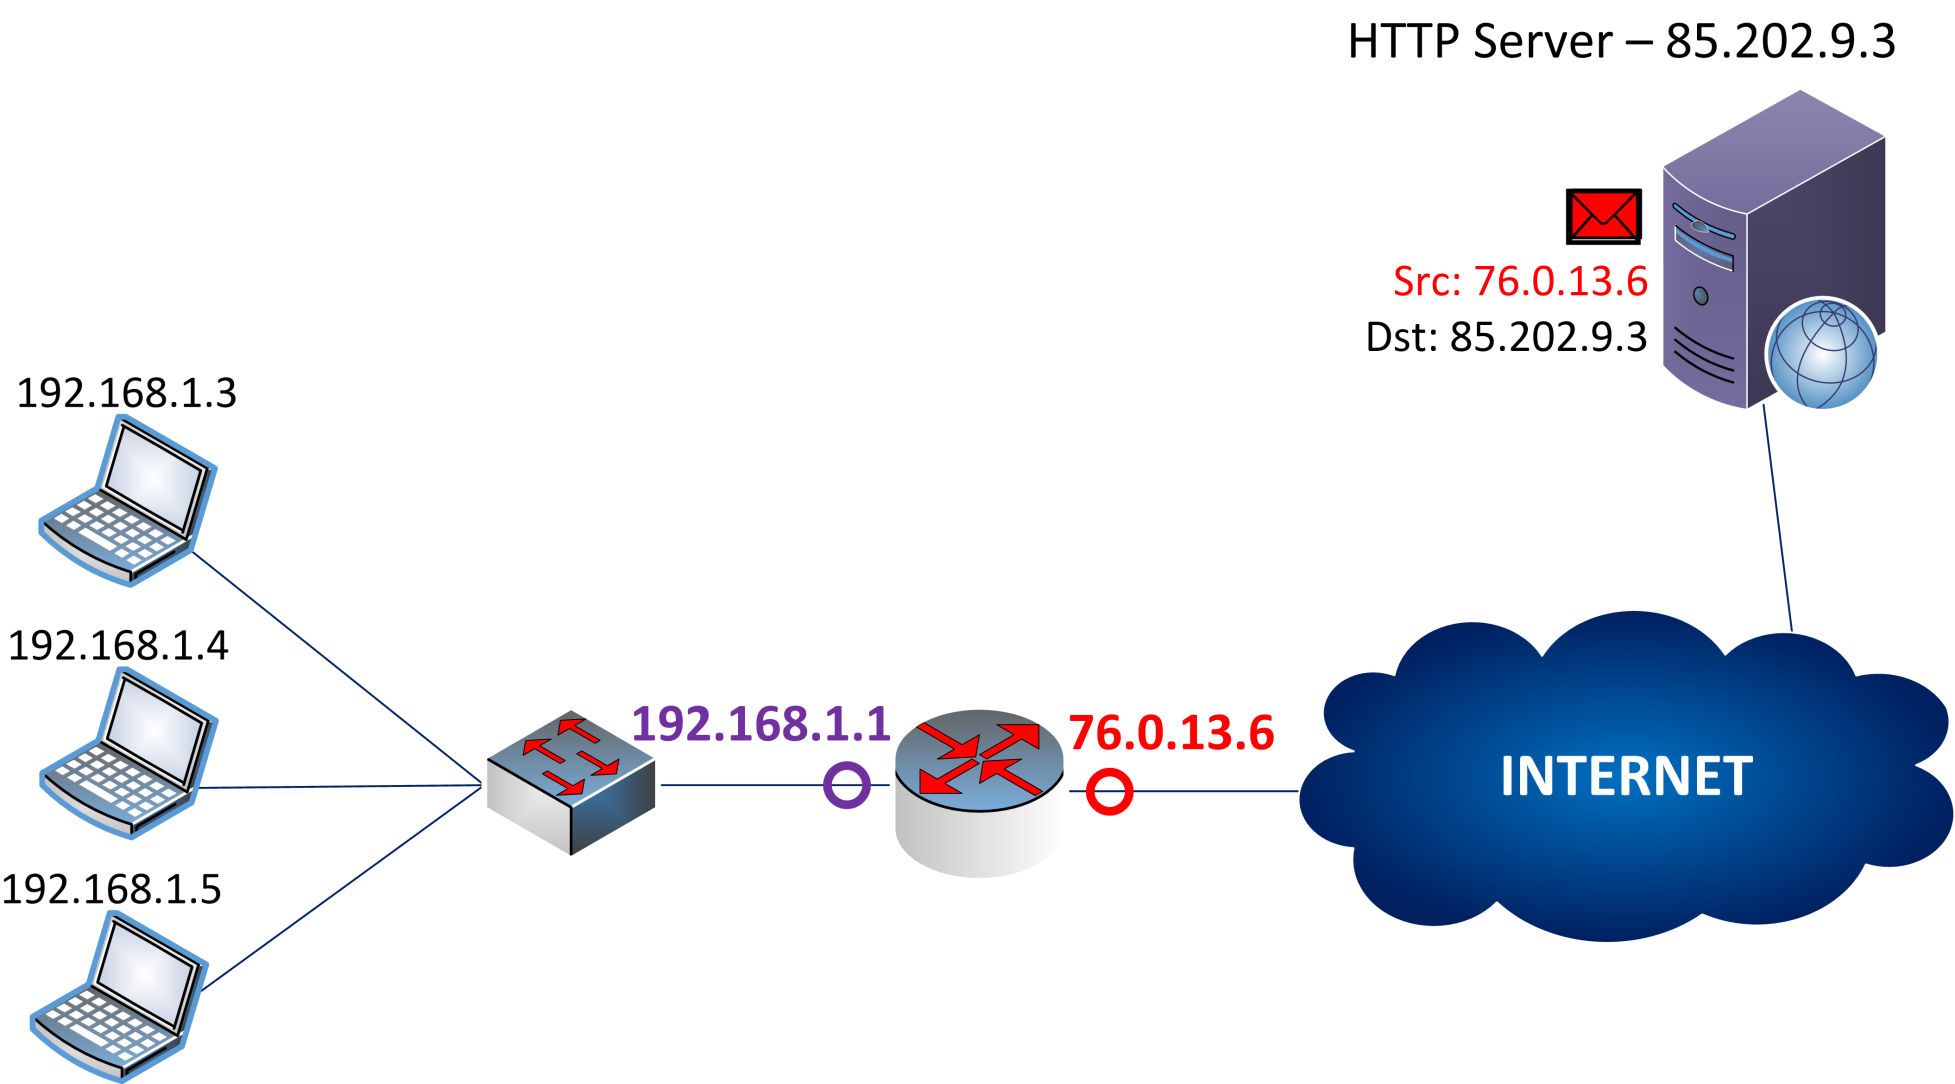 HTTP Server – 85.202.9.3
Src: 76.0.13.6
Dst: 85.202.9.3
192.168.1.3
192.168.1.4
192.168.1.1
76.0.13.6
INTERNET
192.168.1.5